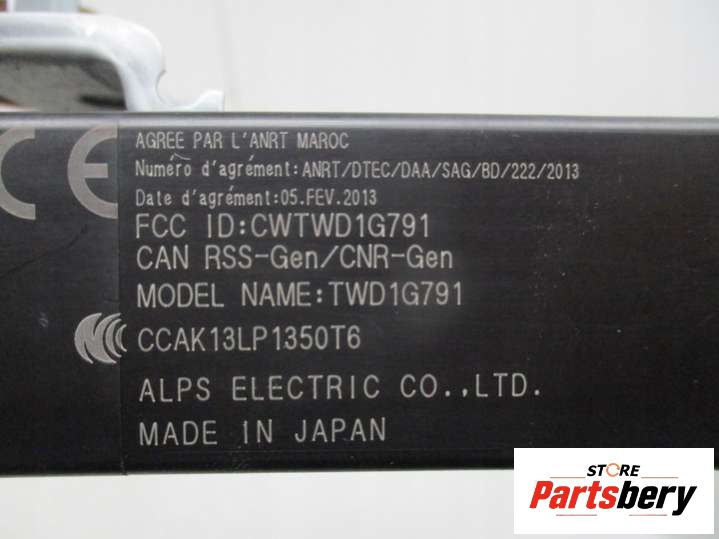 CE
AGREE PAR L'ANRT MAROC
Numéro d'agrément:ANRT/DTEC/DAA/SAG/BD/222/2013
Date d'agrément:05.FEV.2013
FCC ID:CWTWD1G791
CAN RSS-Gen/CNR-Gen
MODEL NAME:TWD1G791
CCAK13LP1350T6
ALPS ELECTRIC CO.,LTD.
MADE IN JAPAN
STORE
Partsbery